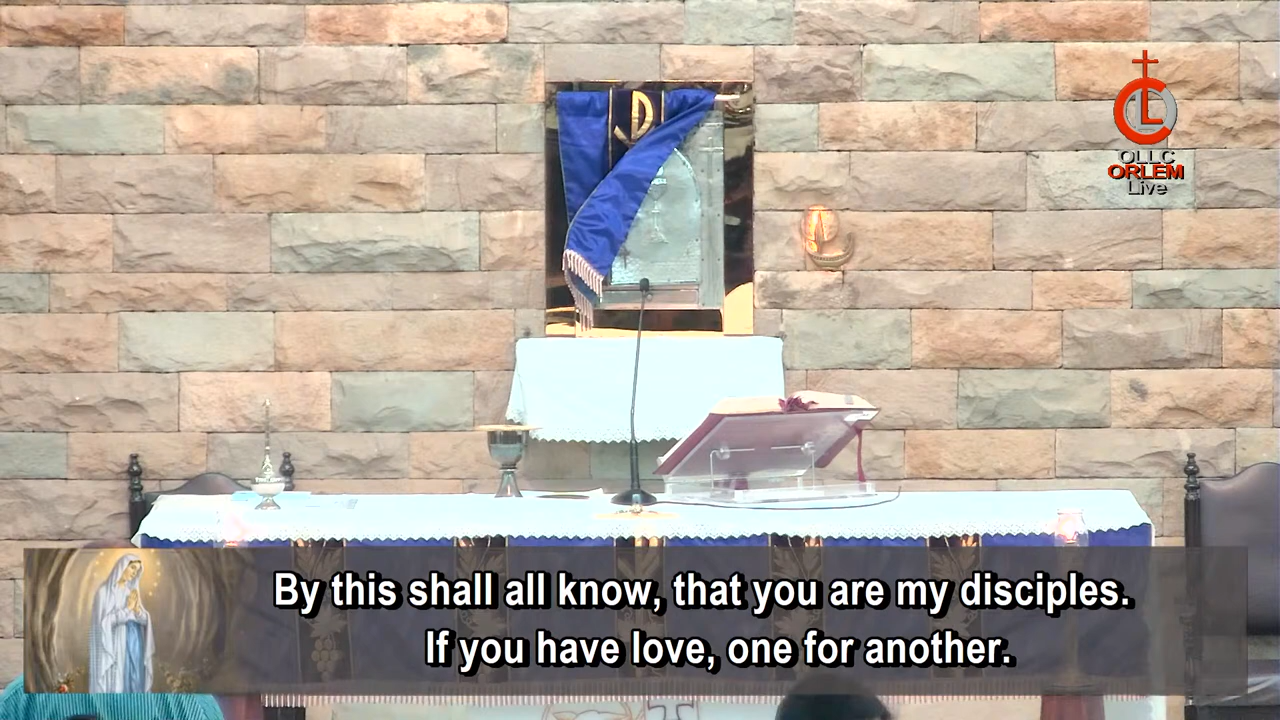 OLLC
ORLEM
Live
By this shall all know, that you are my disciples.
If you have love, one for another.